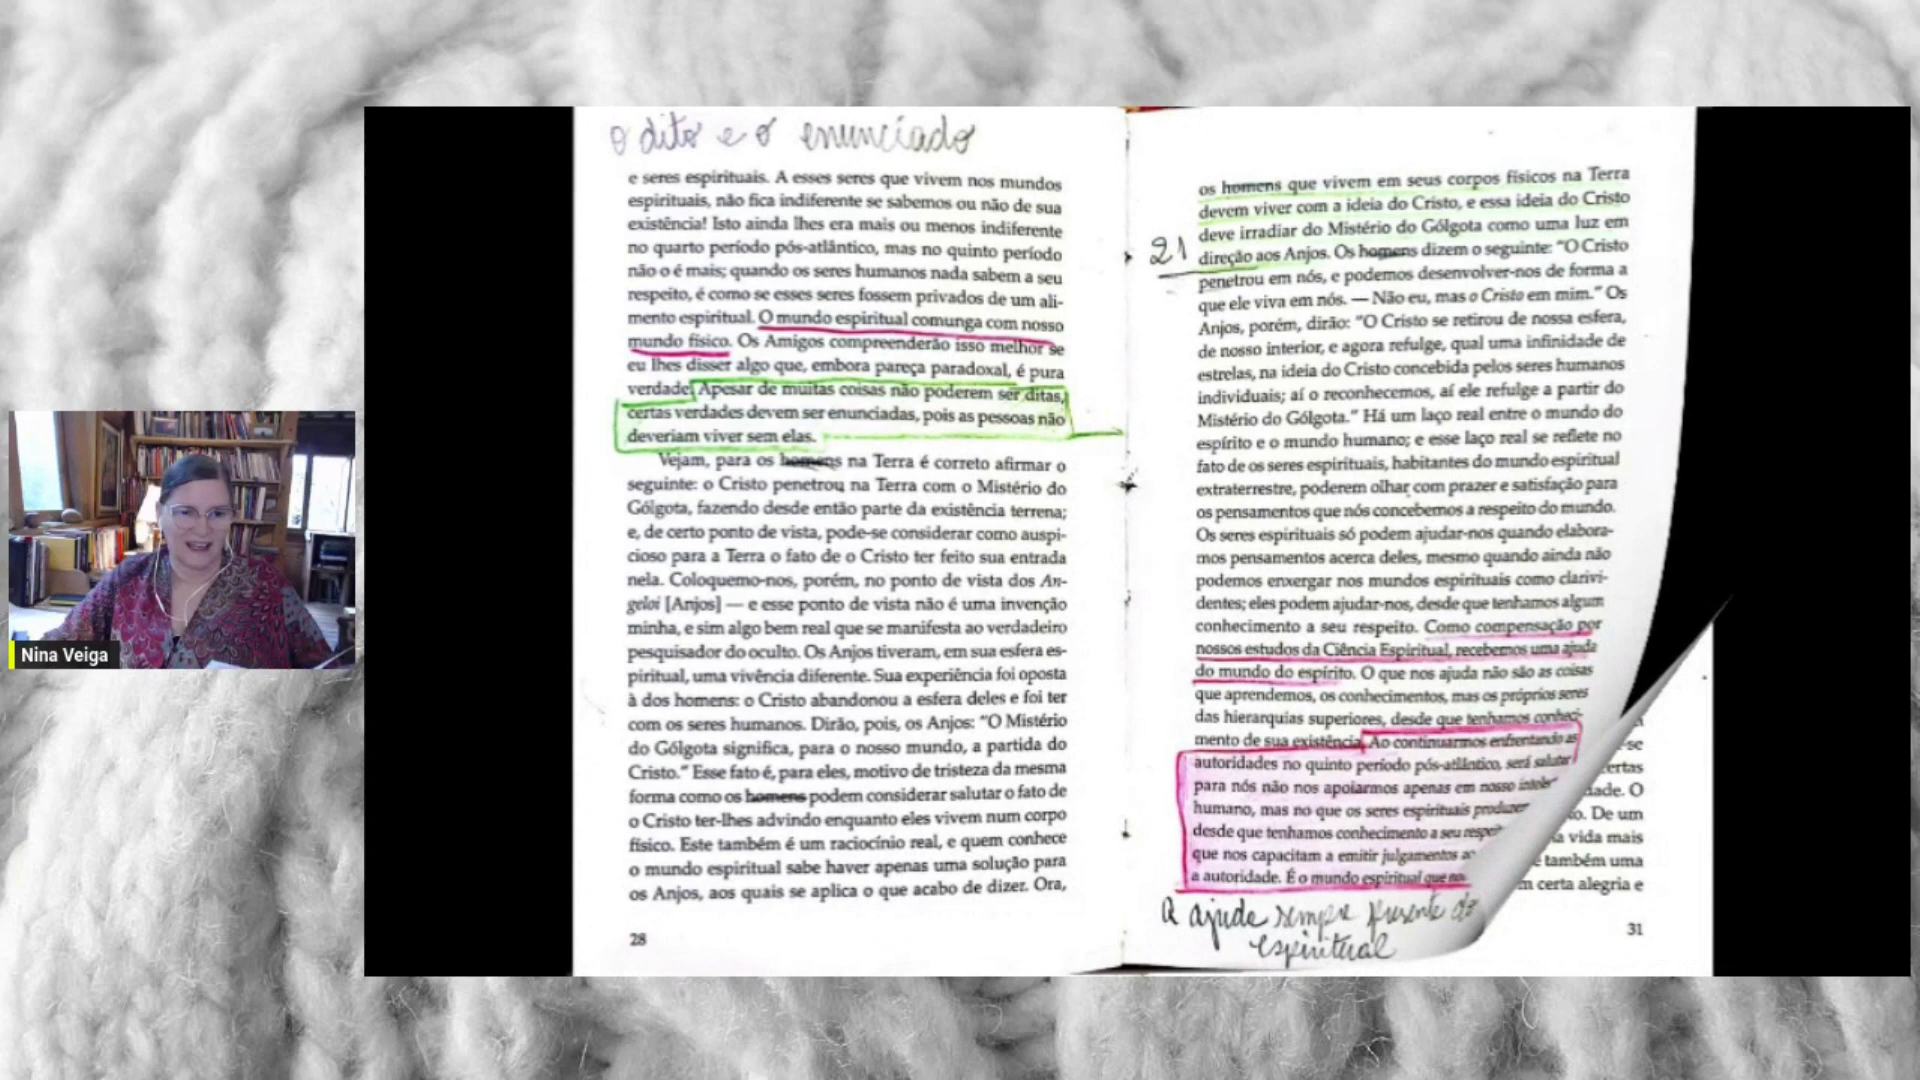 o dito e o enunciado
e seres espirituais. A esses seres que vivem nos mundos
espirituais, não fica indiferente se sabemos ou não de sua
existência! Isto ainda lhes era mais ou menos indiferente
no quarto período pós-atlântico, mas no quinto período
não o é mais; quando os seres humanos nada sabem a seu
respeito, é como se esses seres fossem privados de um ali-
mento espiritual. O mundo espiritual comunga com nosso
mundo físico. Os Amigos compreenderão isso melhor se
eu lhes disser algo que, embora pareça paradoxal, é pura
verdade. Apesar de muitas coisas não poderem ser ditas,
certas verdades devem ser enunciadas, pois as pessoas não
deveriam viver sem elas.
Vejam, para os homens na Terra é correto afirmar o
seguinte: o Cristo penetrou na Terra com o Mistério do
Gólgota, fazendo desde então parte da existência terrena;
e, de certo ponto de vista, pode-se considerar como auspi-
cioso para a Terra o fato de o Cristo ter feito sua entrada
nela. Coloquemo-nos, porém, no ponto de vista dos An-
geloi [Anjos] — e esse ponto de vista não é uma invenção
minha, e sim algo bem real que se manifesta ao verdadeiro
pesquisador do oculto. Os Anjos tiveram, em sua esfera es-
piritual, uma vivência diferente. Sua experiência foi oposta
à dos homens: o Cristo abandonou a esfera deles e foi ter
com os seres humanos. Dirão, pois, os Anjos: “O Mistério
do Gólgota significa, para o nosso mundo, a partida do
Cristo.” Esse fato é, para eles, motivo de tristeza da mesma
forma como os homens podem considerar salutar o fato de
o Cristo ter-lhes advindo enquanto eles vivem num corpo
físico. Este também é um raciocínio real, e quem conhece
o mundo espiritual sabe haver apenas uma solução para
os Anjos, aos quais se aplica o que acabo de dizer. Ora,
28
21
os homens que vivem em seus corpos físicos na Terra
devem viver com a ideia do Cristo, e essa ideia do Cristo
deve irradiar do Mistério do Gólgota como uma luz em
direção aos Anjos. Os homens dizem o seguinte: “O Cristo
penetrou em nós, e podemos desenvolver-nos de forma a
que ele viva em nós. — Não eu, mas o Cristo em mim.” Os
Anjos, porém, dirão: “O Cristo se retirou de nossa esfera,
de nosso interior, e agora refulge, qual uma infinidade de
estrelas, na ideia do Cristo concebida pelos seres humanos
individuais; aí o reconhecemos, aí ele refulge a partir do
Mistério do Gólgota.” Há um laço real entre o mundo do
espírito e o mundo humano; e esse laço real se reflete no
fato de os seres espirituais, habitantes do mundo espiritual
extraterrestre, poderem olhar com prazer e satisfação para
os pensamentos que nós concebemos a respeito do mundo.
Os seres espirituais só podem ajudar-nos quando elabora-
mos pensamentos acerca deles, mesmo quando ainda não
podemos enxergar nos mundos espirituais como clarivi-
dentes; eles podem ajudar-nos, desde que tenhamos algum
conhecimento a seu respeito. Como compensação por
nossos estudos da Ciência Espiritual, recebemos uma ajuda
do mundo do espírito. O que nos ajuda não são as coisas
que aprendemos, os conhecimentos, mas os próprios seres
das hierarquias superiores, desde que tenhamos conheci-
mento de sua existência. Ao continuarmos enfrentando as
autoridades no quinto período pós-atlântico, será salutar
para nós não nos apoiarmos apenas em nosso
humano, mas no que os seres espirituais produzem
desde que tenhamos conhecimento a seu
que nos capacitam a emitir julgamentos
a autoridade. É o mundo espiritual que
A ajuda sempre presente do
espiritual
-se
certas
dade. O
to. De um
a vida mais
e também uma
m certa alegria e
31
Nina Veiga